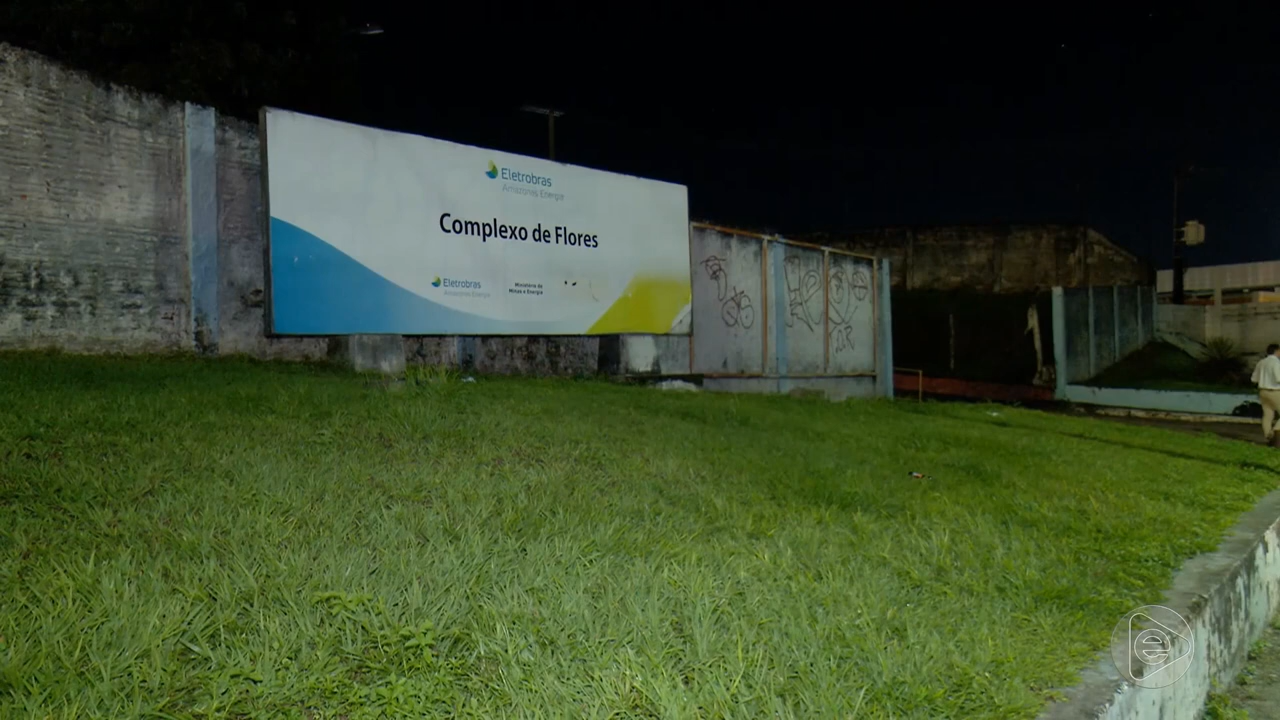 Eletrobras
Amazonas Energia
Complexo de Flores
Eletrobras
Amazonas Energia
Ministério de
Minas e Energia
e